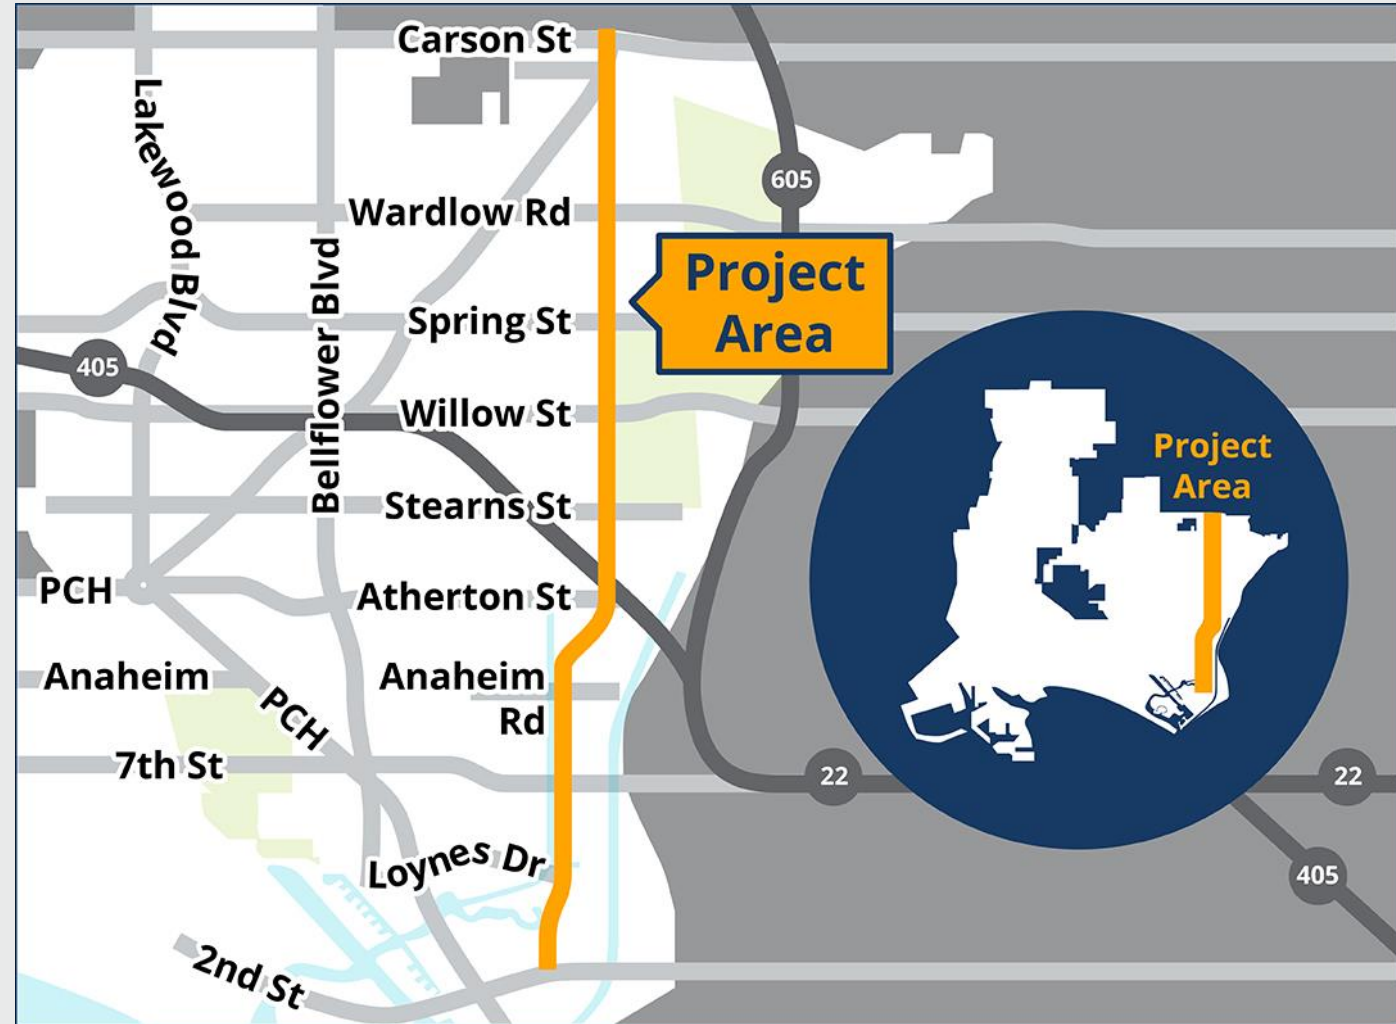 Carson St
Lakewood Blvd
605
Wardlow Rd
Bellflower Blvd
Project
Area
Spring St
405
Willow St
Project
Area
Stearns St
PCH
Atherton St
Anaheim
Anaheim
Rd
PCH
7th St
22
22
Loynes Dr
405
2nd St